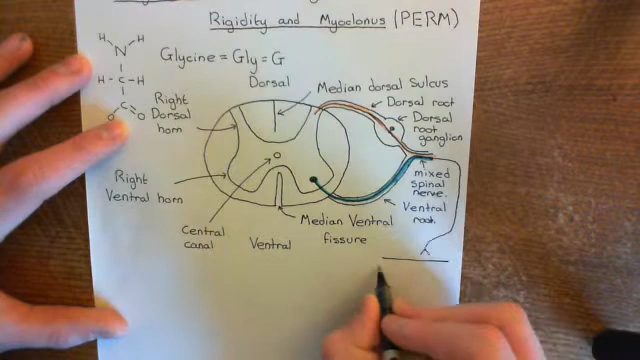 Rigidity and Myoclonus (PERM)
H H
N
H - C - H
C
O O
Glycine = Gly = G
Dorsal
Median dorsal Sulcus
Right
Dorsal
horn
Dorsal root
Dorsal
root
ganglion
Right
Ventral horn
mixed
spinal
nerve.
Ventral
root.
Central
canal
Ventral
Median Ventral
fissure